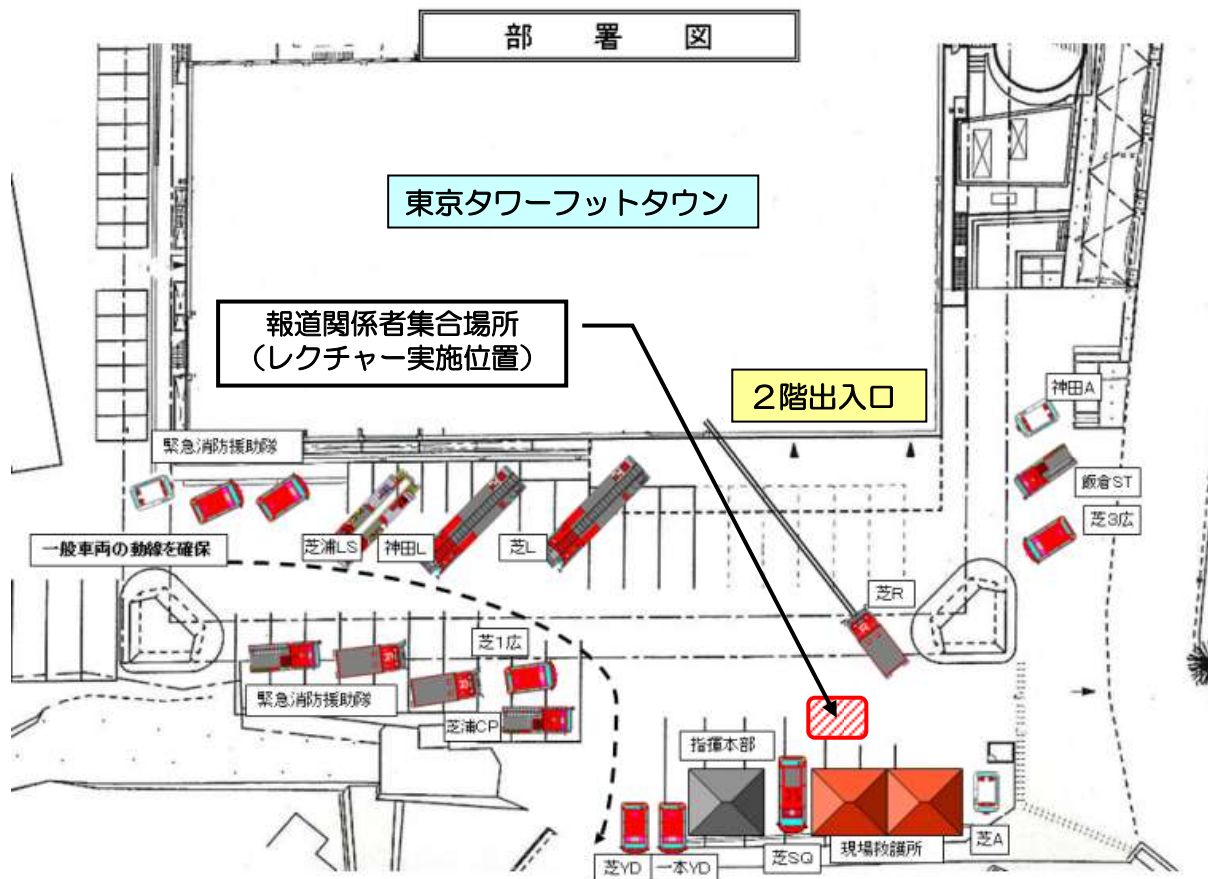 部 署 図
東京タワーフットタウン
報道関係者集合場所
（レクチャー実施位置）
２階出入口
神田A
緊急消防援助隊
飯倉ST
芝3広
芝浦LS
神田L
芝L
一般車両の動線を確保
芝R
芝1広
緊急消防援助隊
芝浦CP
指揮本部
芝YD
一本YD
芝SQ
現場救護所
芝A